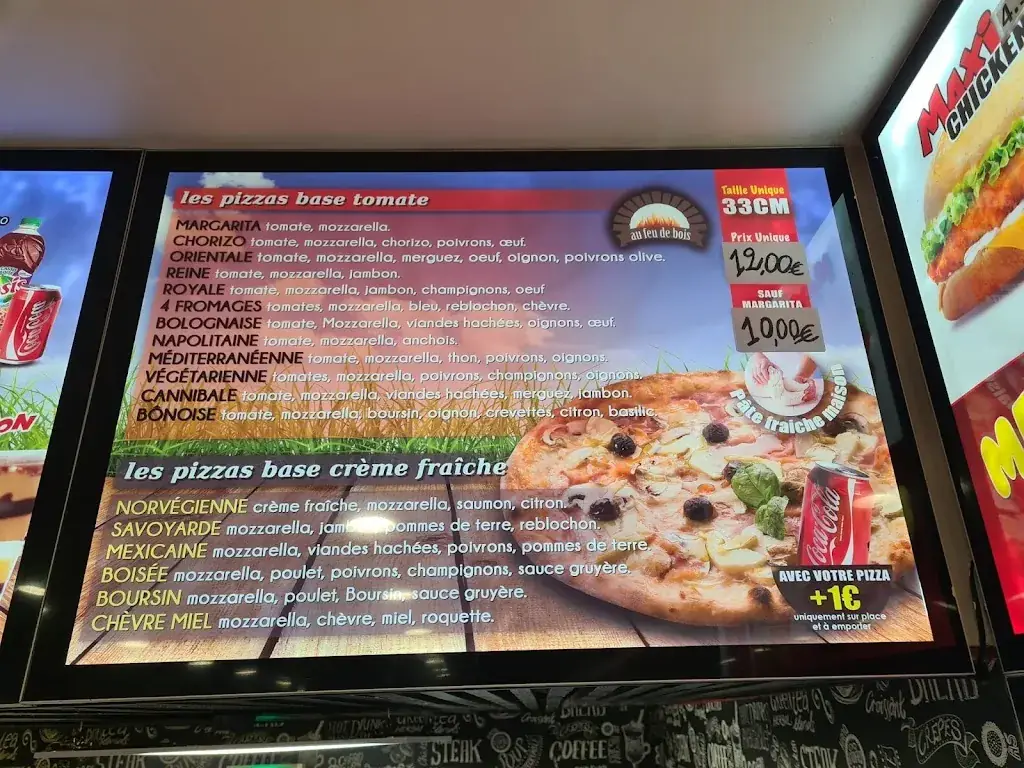 les pizzas base tomate
MARGARITA tomate, mozzarella.
CHORIZO tomate, mozzarella, chorizo, poivrons, œuf.
ORIENTALE tomate, mozzarella, merguez, oeuf, oignon, poivrons olive.
REINE tomate, mozzarella, jambon.
ROYALE tomate, mozzarella, jambon, champignons, oeuf
4 FROMAGES tomates, mozzarella, bleu, reblochon, chèvre.
BOLOGNAISE tomate, Mozzarella, viandes hachées, oignons, œuf.
NAPOLITAINE tomate, mozzarella, anchois.
MÉDITERRANÉENNE tomate, mozzarella, thon, poivrons, oignons.
VÉGÉTARIENNE tomates, mozzarella, poivrons, champignons, oignons.
CANNIBALE tomate, mozzarella, viandes hachées, merguez, jambon.
BÔNOISE tomate, mozzarella, boursin, oignon, crevettes, citron, basilic.
les pizzas base crème fraîche
NORVÉGIENNE crème fraîche, mozzarella, saumon, citron.
SAVOYARDE mozzarella, jambon, pommes de terre, reblochon.
MEXICAINE mozzarella, viandes hachées, poivrons, pommes de terre.
BOISÉE mozzarella, poulet, poivrons, champignons, sauce gruyère.
BOURSIN mozzarella, poulet, Boursin, sauce gruyère.
CHÈVRE MIEL mozzarella, chèvre, miel, roquette.
au feu de bois
Taille Unique
33CM
Prix Unique
12,00€
SAUF
MARGARITA
10,00€
Pâte fraîche maison
Coca-Cola
AVEC VOTRE PIZZA
+1€
uniquement sur place
et à emporter
MAXI
CHICKEN
STEAK
COFFEE
BREAD
CREPES
STEAK